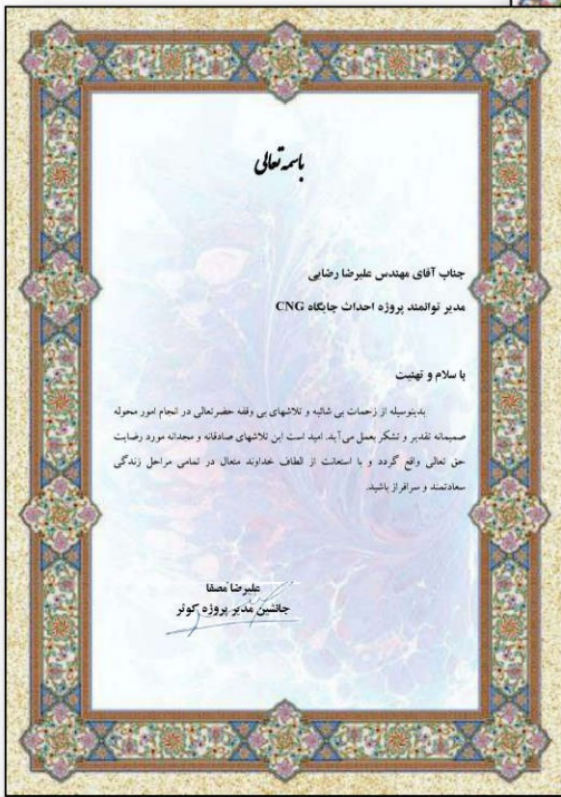 باسمه تعالی
جناب آقای مهندس علیرضا رضایی
مدیر توانمند پروژه احداث جایگاه CNG
با سلام و تهنیت
بدینوسیله از زحمات بی شائبه و تلاشهای بی وقفه حضرتعالی در انجام امور محوله
صمیمانه تقدیر و تشکر بعمل می آید. امید است این تلاشهای صادقانه و مجدانه مورد رضایت
حق تعالی واقع گردد و با استعانت از الطاف خداوند متعال در تمامی مراحل زندگی
سعادتمند و سرافراز باشید.
علیرضا مصفا
جانشین مدیر پروژه کوثر